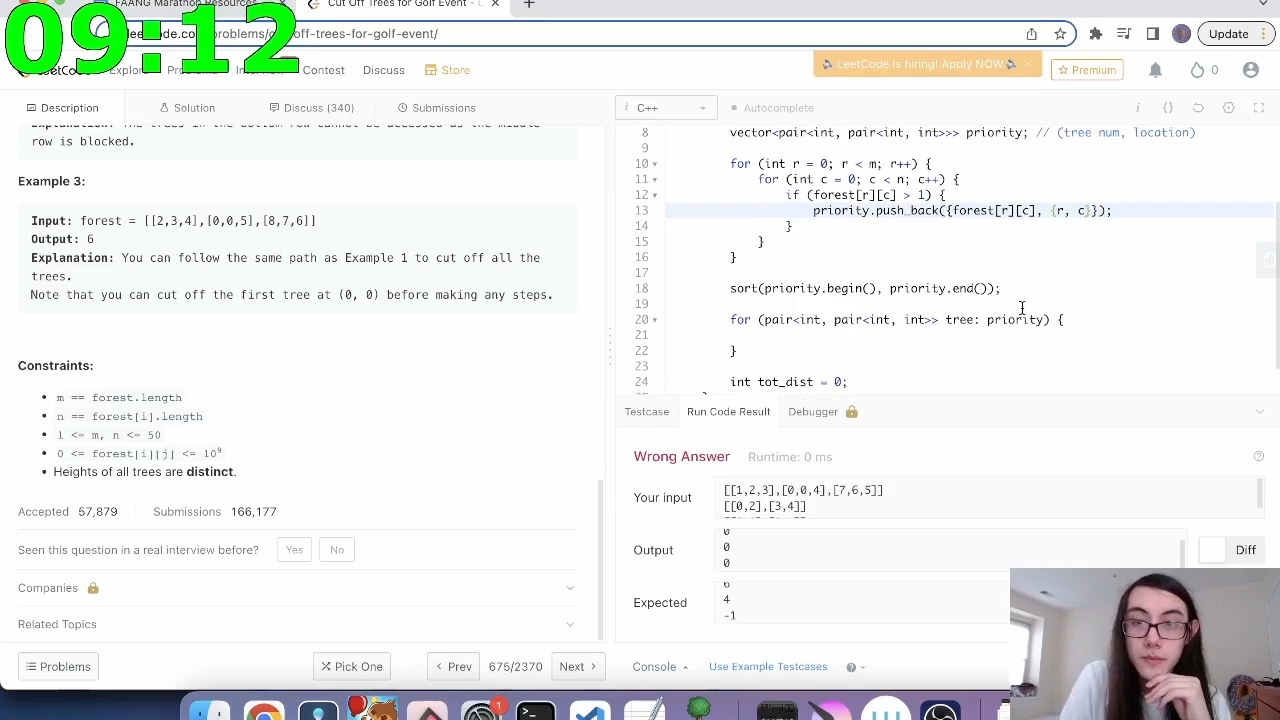 FAANG Marathon Resources
Cut Off Trees for Golf Event - L
09:12
/problems/
off-trees-for-golf-event/
Update
Explore
Contest
Discuss
Store
LeetCode is hiring! Apply NOW.
Premium
0
Description
Solution
Discuss (340)
Submissions
i
C++
Autocomplete
row is blocked.
Example 3:
Input: forest = [[2,3,4],[0,0,5],[8,7,6]]
Output: 6
Explanation: You can follow the same path as Example 1 to cut off all the
trees.
Note that you can cut off the first tree at (0, 0) before making any steps.
Constraints:
m == forest.length
n == forest[i].length
1 <= m, n <= 50
0 <= forest[i][j] <= 10⁹
Heights of all trees are distinct.
Accepted 57,879 Submissions 166,177
Seen this question in a real interview before? Yes No
Companies
Related Topics
Problems
Pick One
Prev
675/2370
Next
8 vector<pair<int, pair<int, int>>> priority; // (tree num, location)
9
10 for (int r = 0; r < m; r++) {
11 for (int c = 0; c < n; c++) {
12 if (forest[r][c] > 1) {
13 priority.push_back({forest[r][c], {r, c}});
14 }
15 }
16 }
17
18 sort(priority.begin(), priority.end());
19
20 for (pair<int, pair<int, int>> tree: priority) {
21
22 }
23
24 int tot_dist = 0;
Testcase
Run Code Result
Debugger
Wrong Answer Runtime: 0 ms
Your input
[[1,2,3],[0,0,4],[7,6,5]]
[[0,2],[3,4]]
Output
0
0
0
Diff
Expected
6
4
-1
Console
Use Example Testcases
1